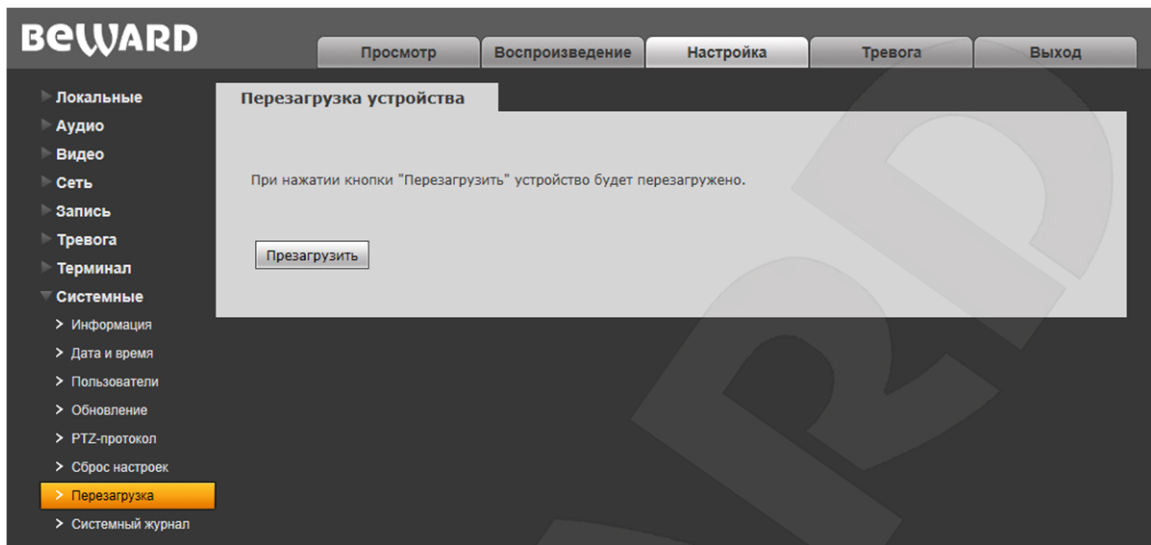 BEWARD
Просмотр Воспроизведение Настройка Тревога Выход
Локальные
Аудио
Видео
Сеть
Запись
Тревога
Терминал
Системные
Информация
Дата и время
Пользователи
Обновление
PTZ-протокол
Сброс настроек
Перезагрузка
Системный журнал
Перезагрузка устройства
При нажатии кнопки "Перезагрузить" устройство будет перезагружено.
Презагрузить